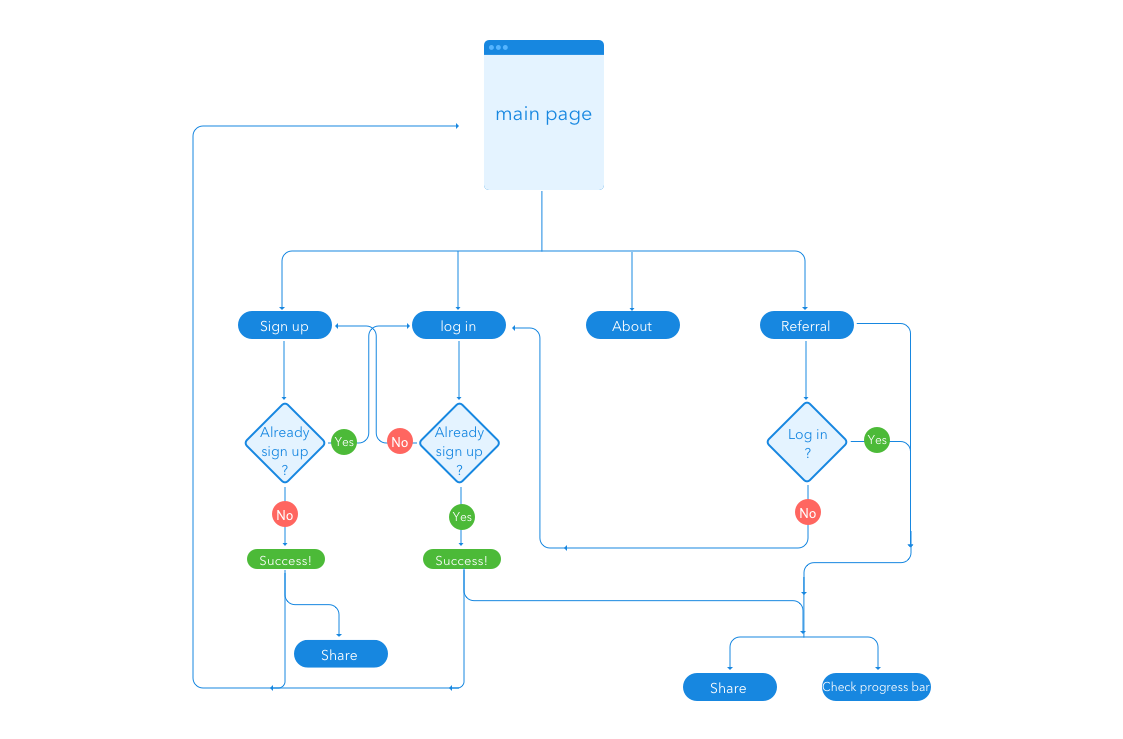 main page
Sign up
log in
About
Referral
Already
sign up
?
Yes
No
Already
sign up
?
Log in
?
Yes
No
Yes
No
Success!
Success!
Share
Share
Check progress bar